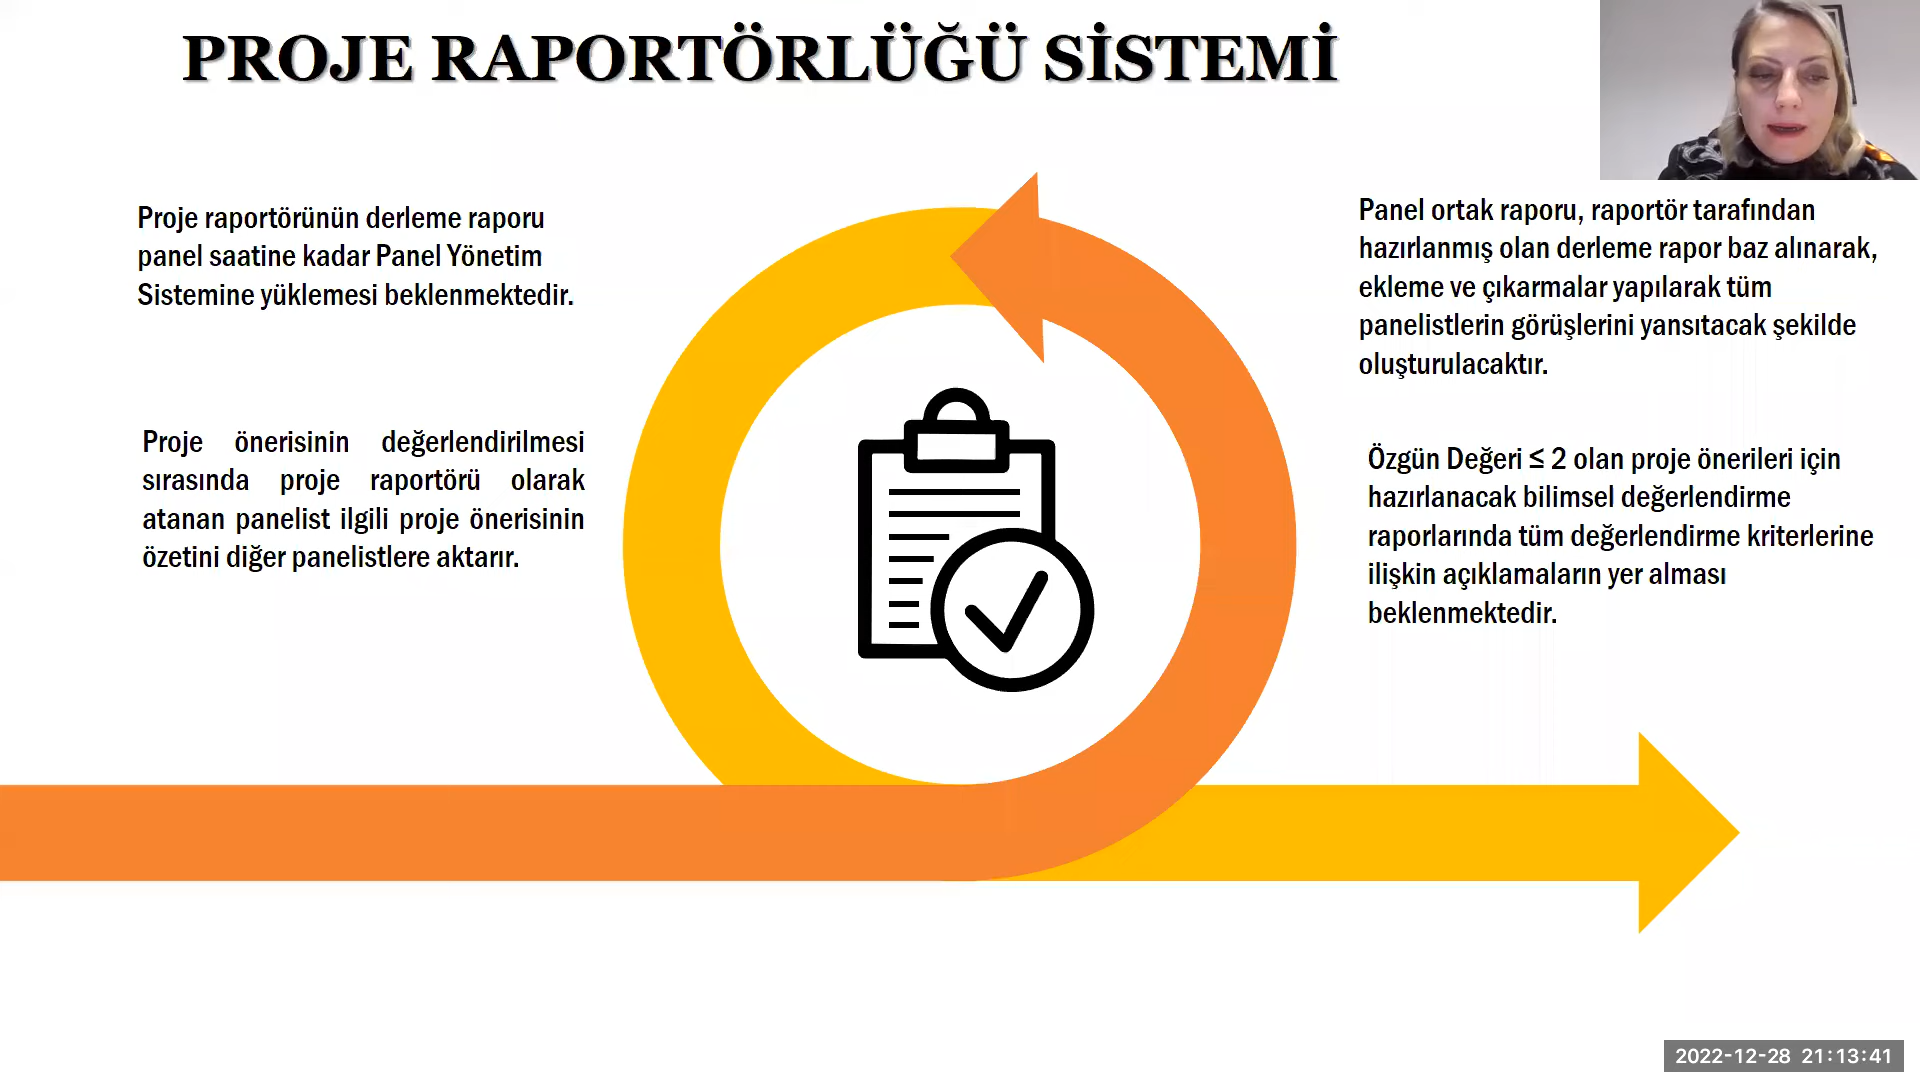 PROJE RAPORTÖRLÜĞÜ SİSTEMİ
Proje raportörünün derleme raporu
panel saatine kadar Panel Yönetim
Sistemine yüklemesi beklenmektedir.
Proje önerisinin değerlendirilmesi
sırasında proje raportörü olarak
atanan panelist ilgili proje önerisinin
özetini diğer panelistlere aktarır.
Panel ortak raporu, raportör tarafından
hazırlanmış olan derleme rapor baz alınarak,
ekleme ve çıkarmalar yapılarak tüm
panelistlerin görüşlerini yansıtacak şekilde
oluşturulacaktır.
Özgün Değeri ≤ 2 olan proje önerileri için
hazırlanacak bilimsel değerlendirme
raporlarında tüm değerlendirme kriterlerine
ilişkin açıklamaların yer alması
beklenmektedir.
2022-12-28 21:13:41